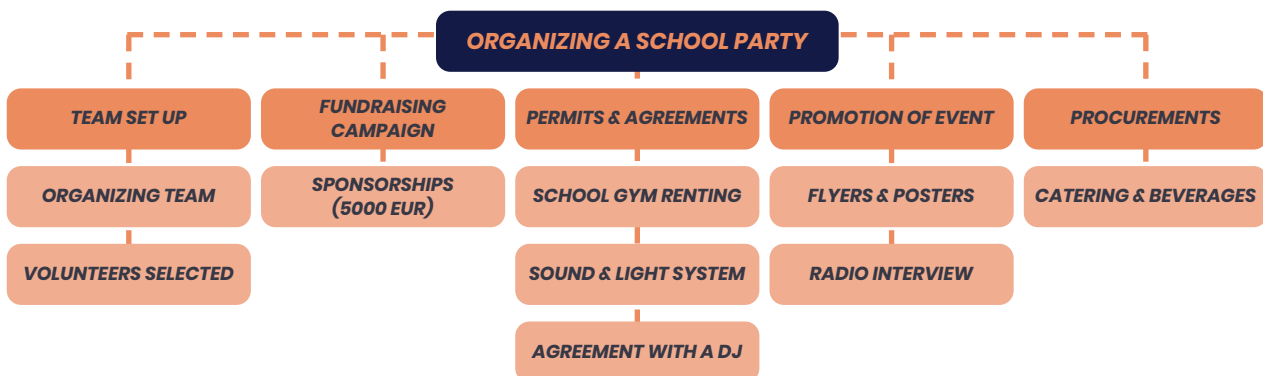 ORGANIZING A SCHOOL PARTY
TEAM SET UP
FUNDRAISING
CAMPAIGN
PERMITS & AGREEMENTS
PROMOTION OF EVENT
PROCUREMENTS
ORGANIZING TEAM
SPONSORSHIPS
(5000 EUR)
SCHOOL GYM RENTING
FLYERS & POSTERS
CATERING & BEVERAGES
VOLUNTEERS SELECTED
SOUND & LIGHT SYSTEM
RADIO INTERVIEW
AGREEMENT WITH A DJ